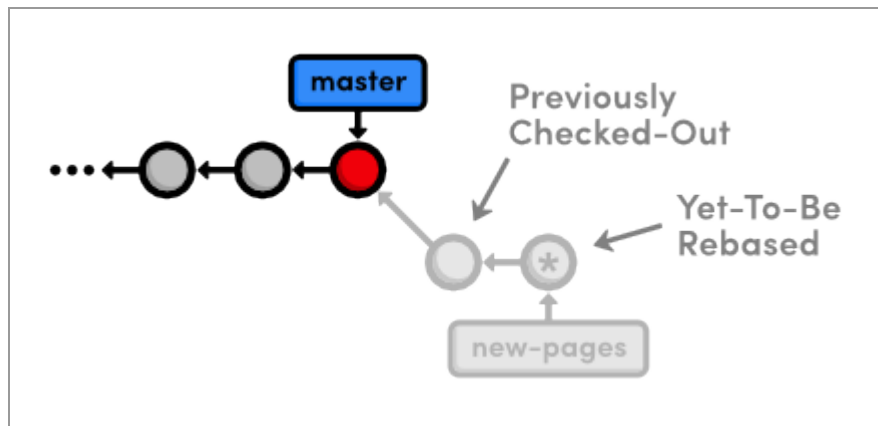 master
Previously
Checked-Out
Yet-To-Be
Rebased
*
new-pages